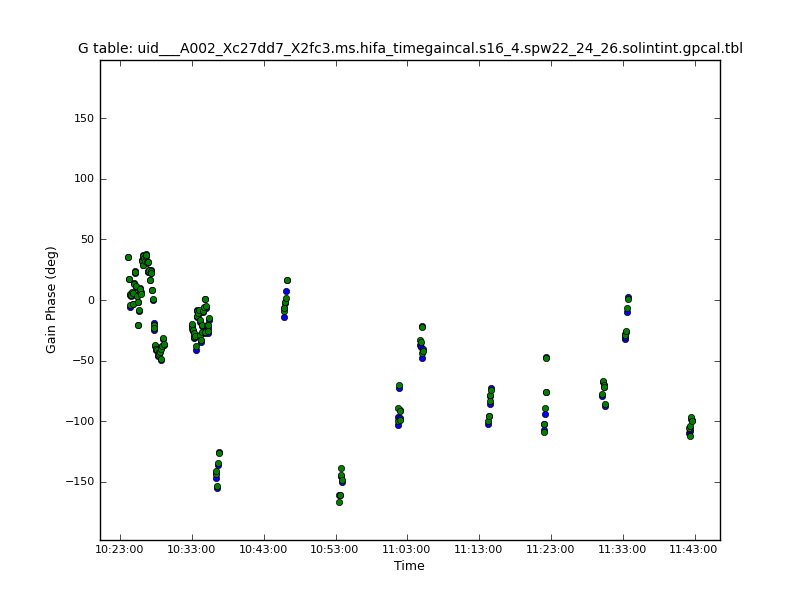 G table: uid___A002_Xc27dd7_X2fc3.ms.hifa_timegaincal.s16_4.spw22_24_26.solintint.gpcal.tbl
150
100
50
0
−50
−100
−150
Gain Phase (deg)
10:23:00 10:33:00 10:43:00 10:53:00 11:03:00 11:13:00 11:23:00 11:33:00 11:43:00
Time